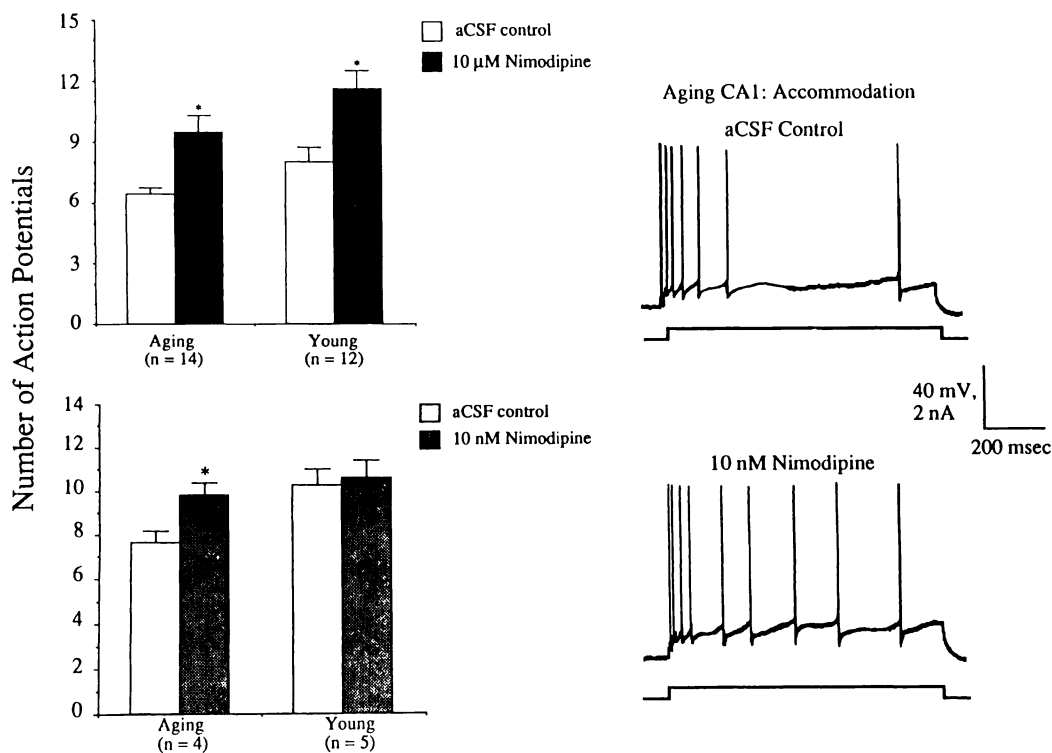 Number of Action Potentials
15
12
9
6
3
0
*
*
aCSF control
10 µM Nimodipine
Aging
(n = 14)
Young
(n = 12)
14
12
10
8
6
4
2
0
*
aCSF control
10 nM Nimodipine
Aging
(n = 4)
Young
(n = 5)
Aging CA1: Accommodation
aCSF Control
40 mV,
2 nA
200 msec
10 nM Nimodipine